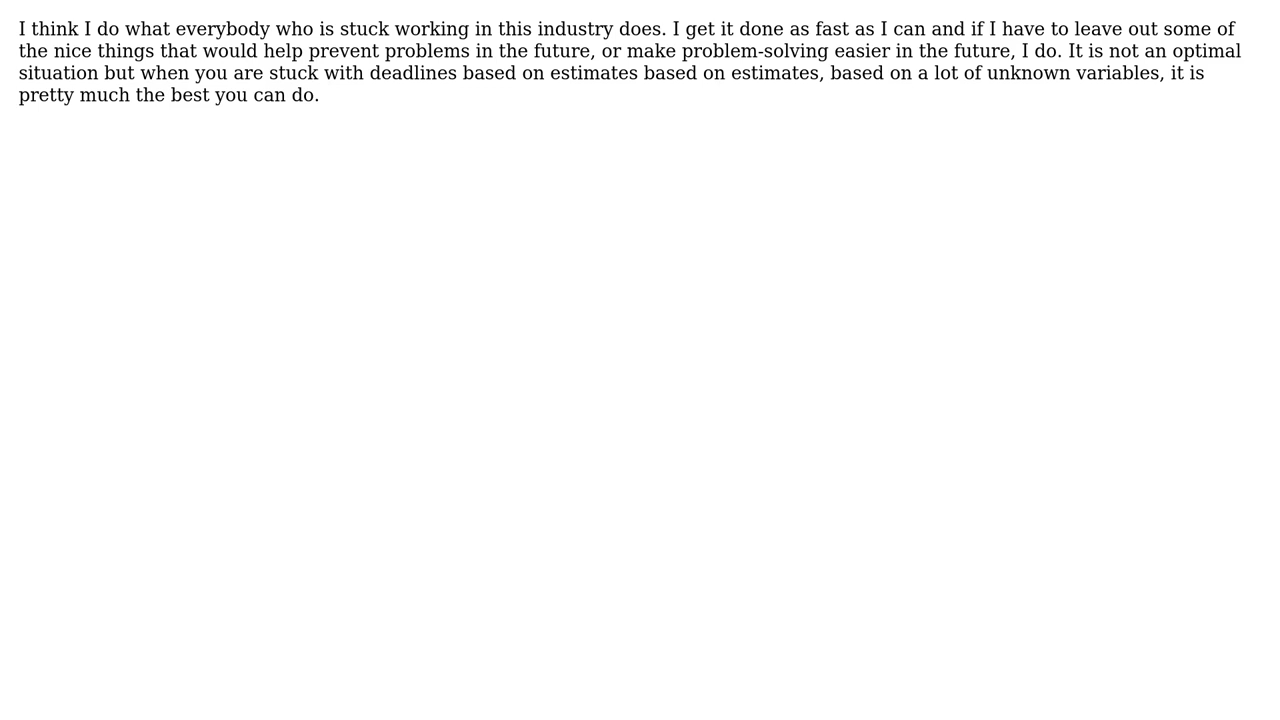 I think I do what everybody who is stuck working in this industry does. I get it done as fast as I can and if I have to leave out some of
the nice things that would help prevent problems in the future, or make problem-solving easier in the future, I do. It is not an optimal
situation but when you are stuck with deadlines based on estimates based on estimates, based on a lot of unknown variables, it is
pretty much the best you can do.